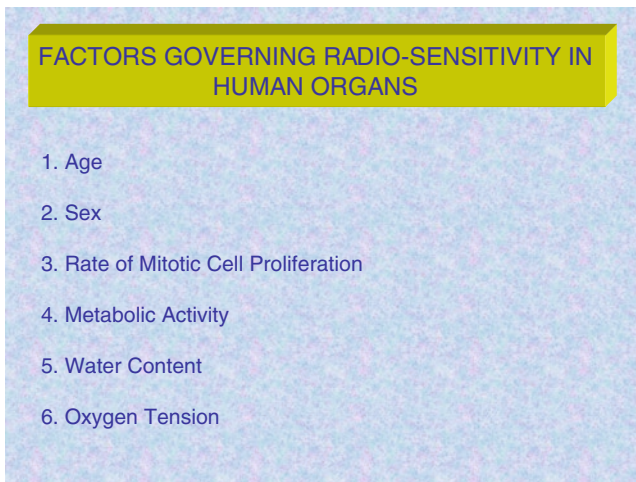 FACTORS GOVERNING RADIO-SENSITIVITY IN
HUMAN ORGANS
1. Age
2. Sex
3. Rate of Mitotic Cell Proliferation
4. Metabolic Activity
5. Water Content
6. Oxygen Tension